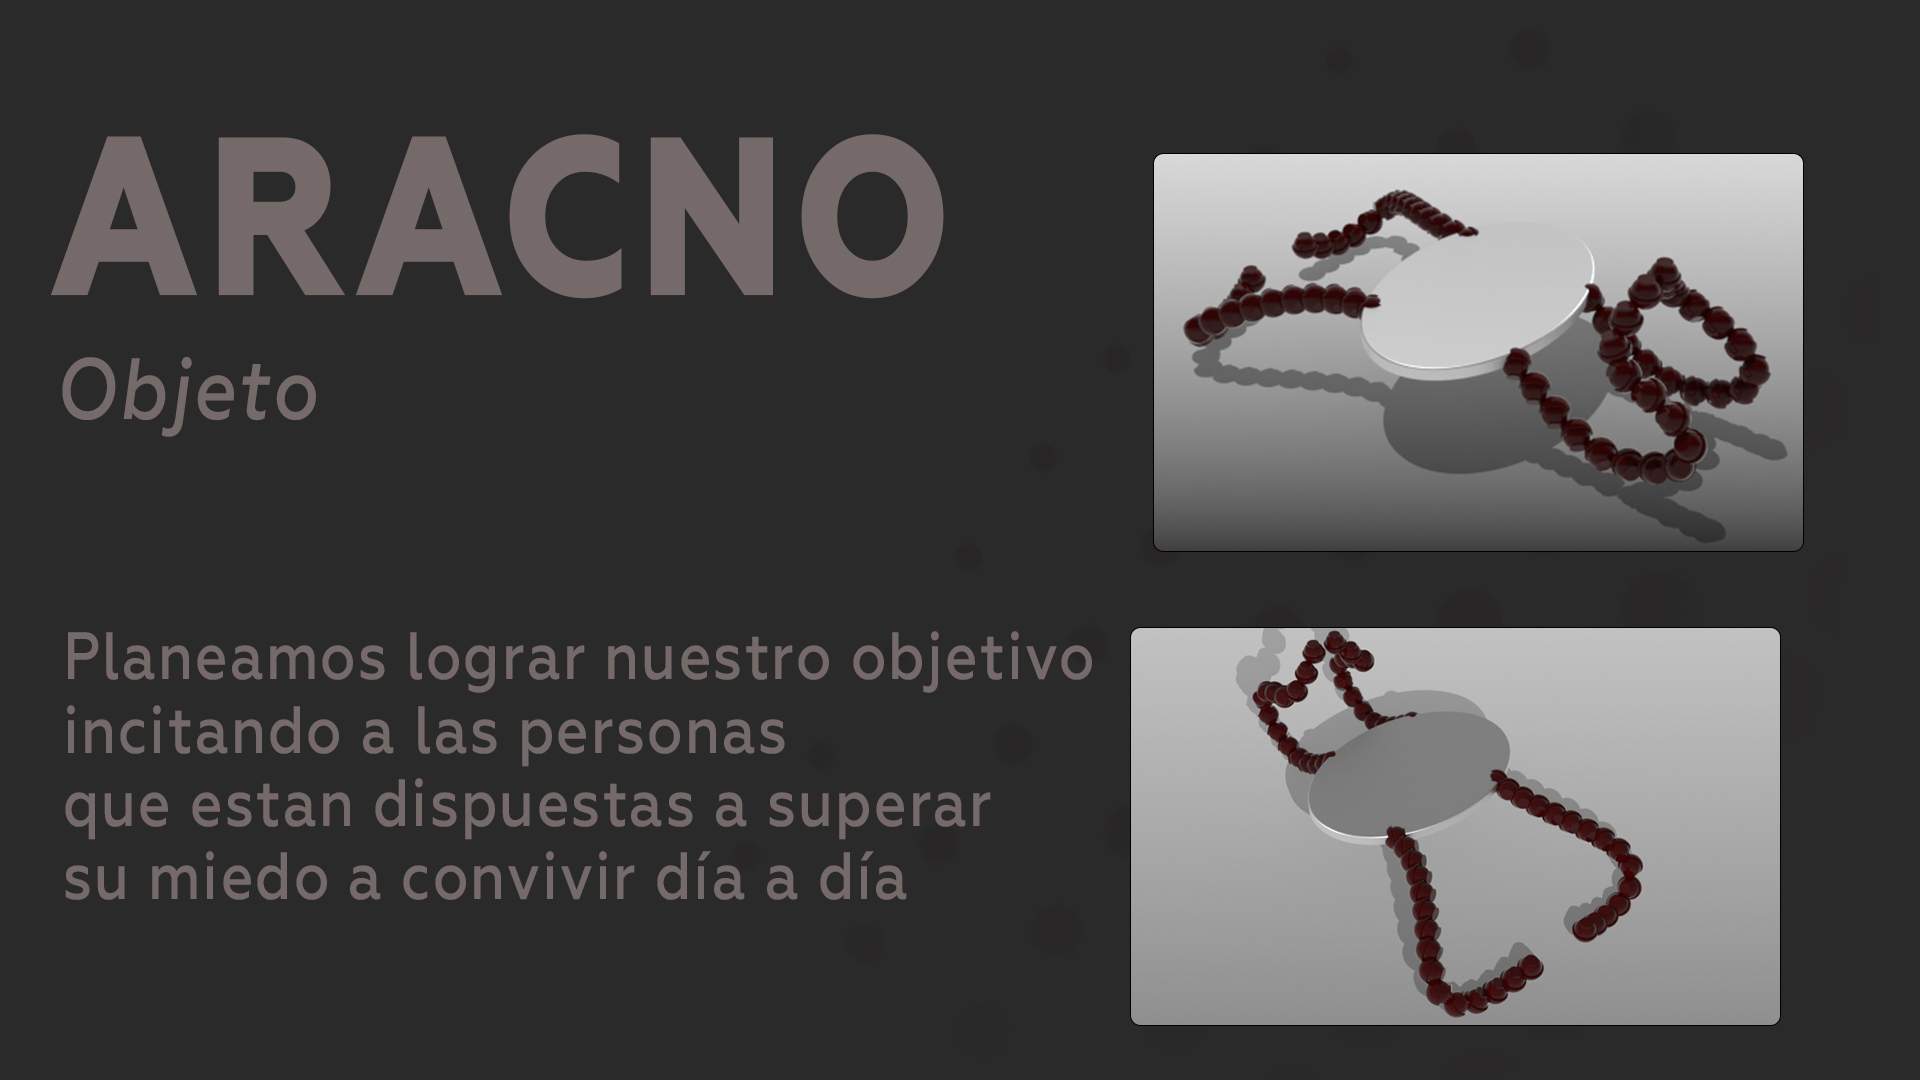 ARACNO
Objeto
Planeamos lograr nuestro objetivo
incitando a las personas
que estan dispuestas a superar
su miedo a convivir día a día